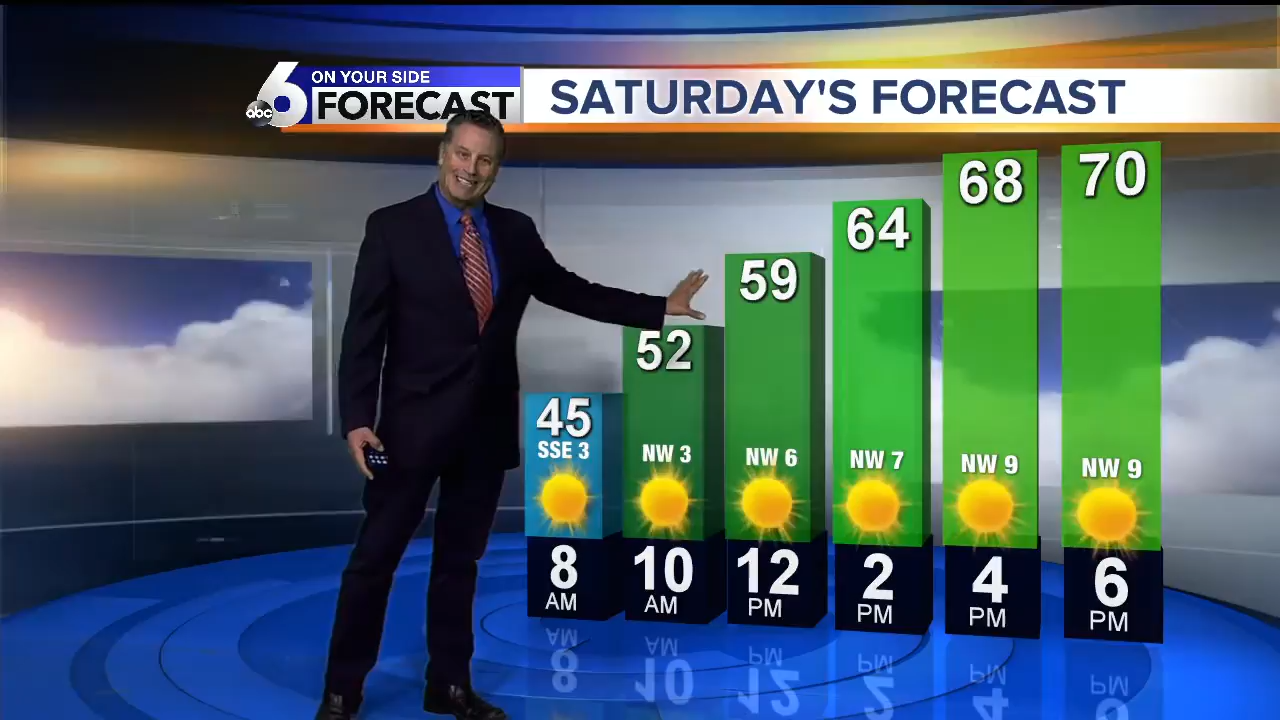 abc 6 ON YOUR SIDE
FORECAST
SATURDAY'S FORECAST
45 52 59 64 68 70
SSE 3 NW 3 NW 6 NW 7 NW 9 NW 9
8 10 12 2 4 6
AM AM PM PM PM PM